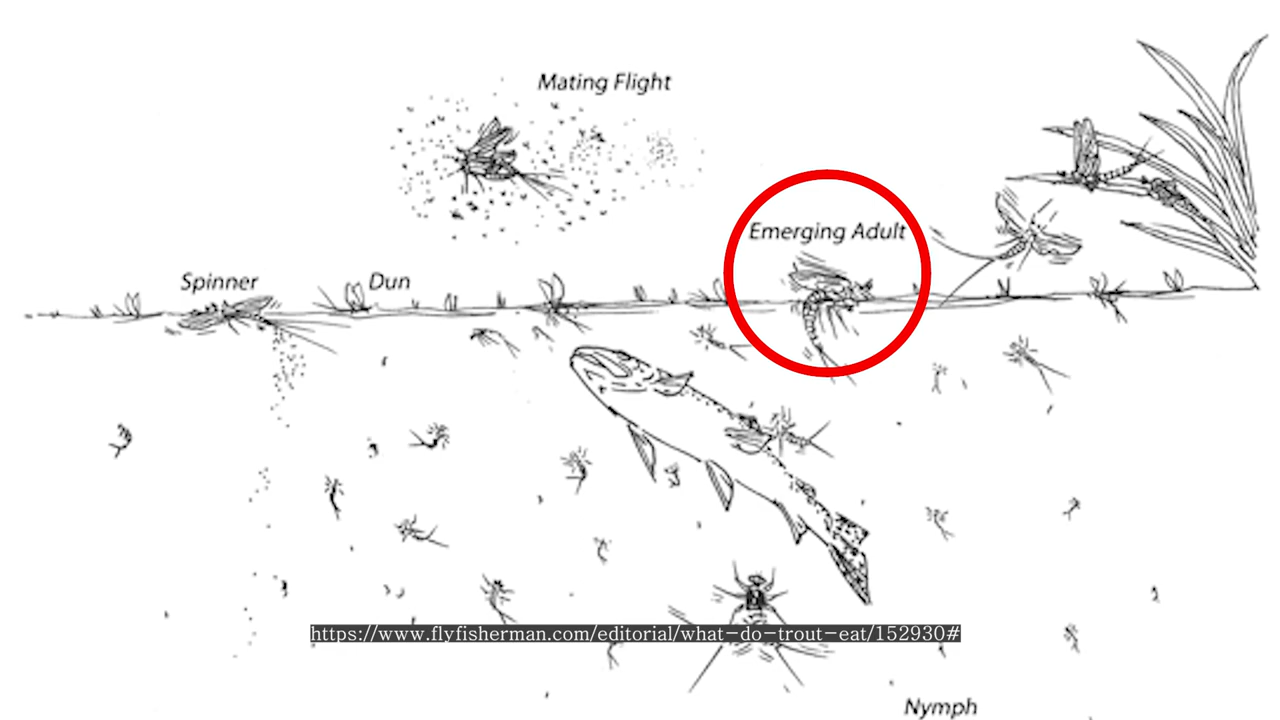 Mating Flight
Emerging Adult
Spinner
Dun
https://www.flyfisherman.com/editorial/what-do-trout-eat/152930#
Nymph